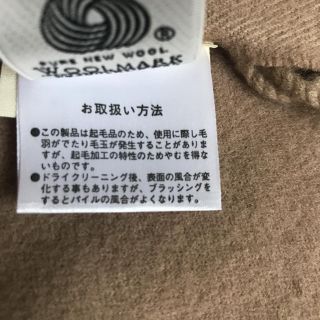 PURE NEW WOOL
WOOLMARK
®
お取扱い方法
●この製品は起毛品のため、使用に際し毛
羽がでたり毛玉が発生することがあります
が、起毛加工の特性のためやむを得な
いものです。
●ドライクリーニング後、表面の風合が変
化する事もありますが、ブラッシングを
するとパイルの風合がよくなります。